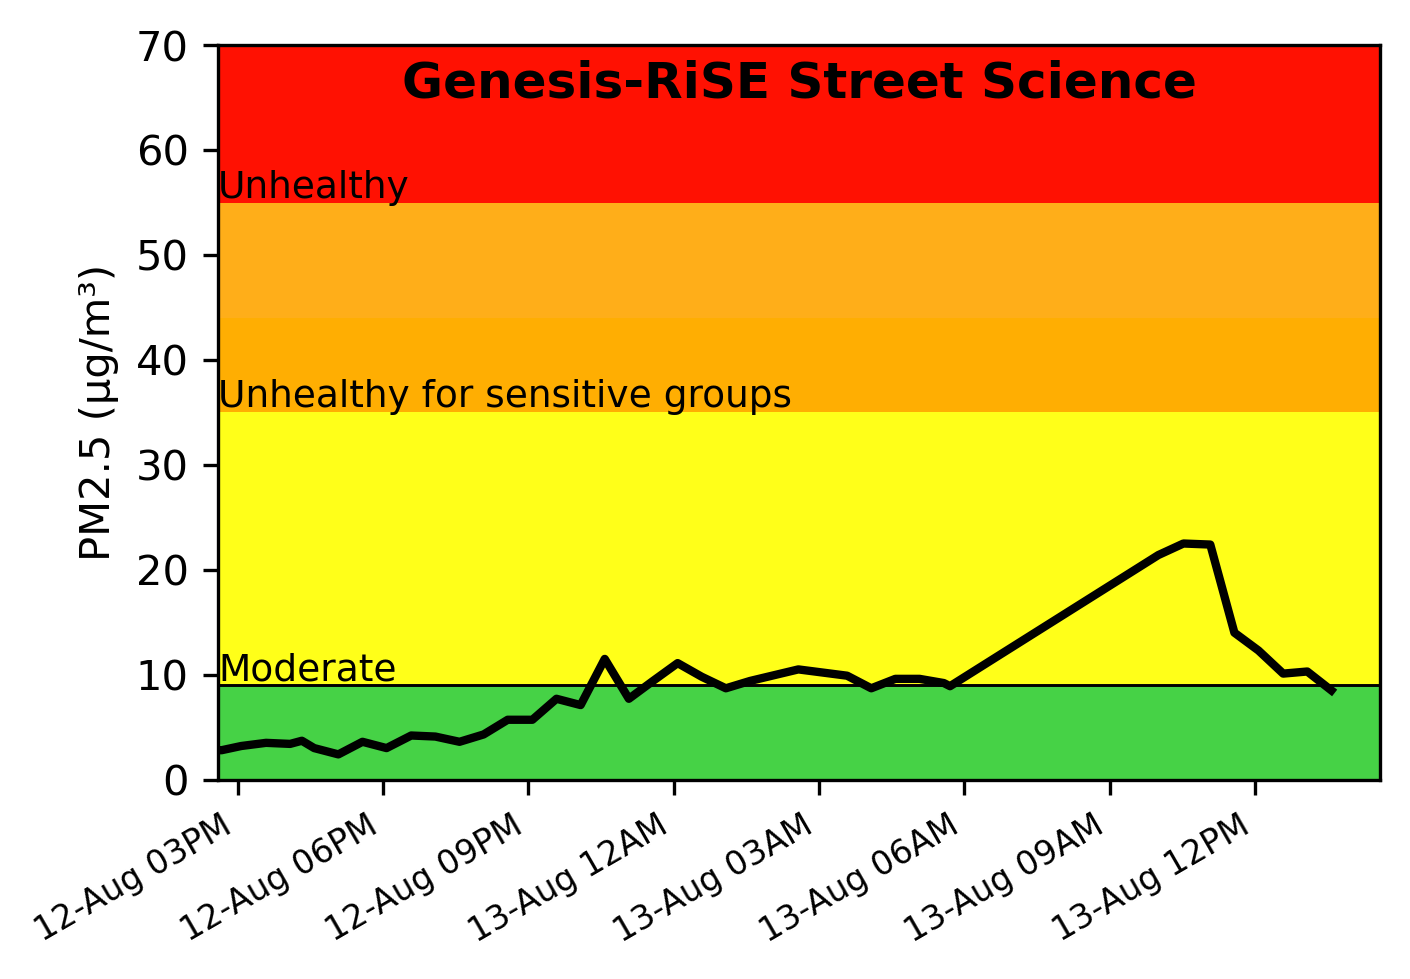 Genesis-RiSE Street Science
PM2.5 (µg/m³)
70
60
50
40
30
20
10
0
Unhealthy
Unhealthy for sensitive groups
Moderate
12-Aug 03PM
12-Aug 06PM
12-Aug 09PM
13-Aug 12AM
13-Aug 03AM
13-Aug 06AM
13-Aug 09AM
13-Aug 12PM